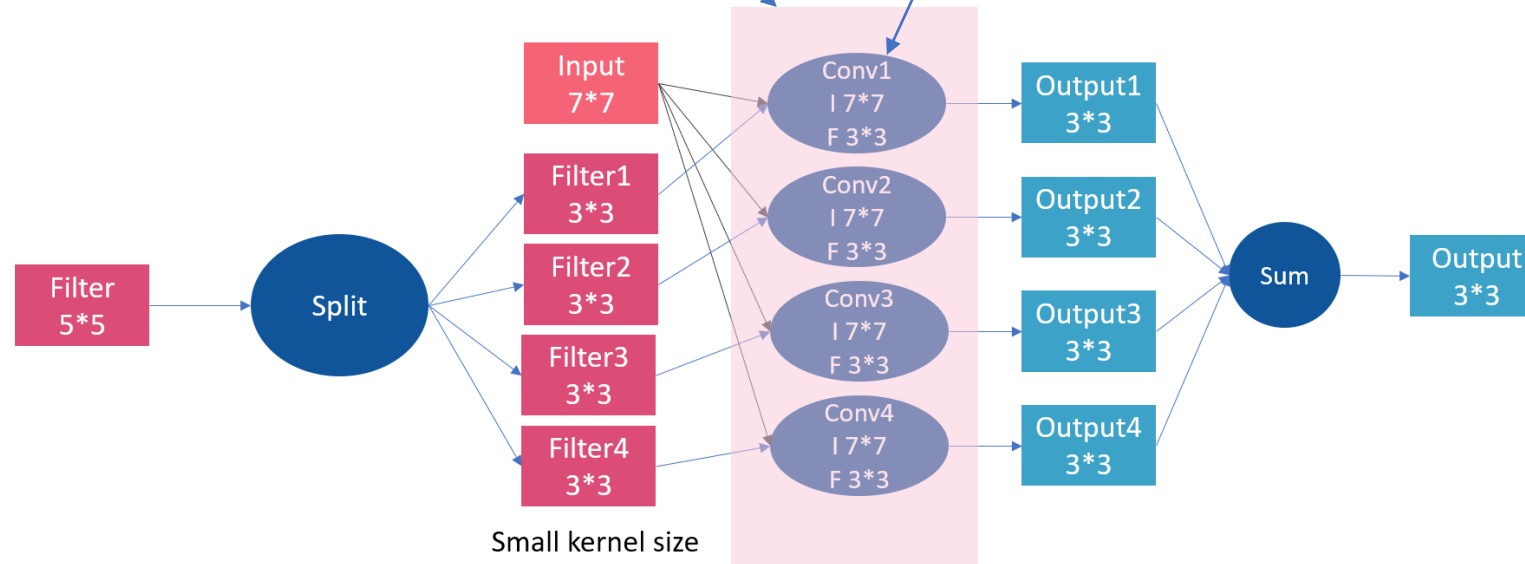 Filter
5*5
Split
Input
7*7
Filter1
3*3
Filter2
3*3
Filter3
3*3
Filter4
3*3
Small kernel size
Conv1
I 7*7
F 3*3
Conv2
I 7*7
F 3*3
Conv3
I 7*7
F 3*3
Conv4
I 7*7
F 3*3
Output1
3*3
Output2
3*3
Output3
3*3
Output4
3*3
Sum
Output
3*3